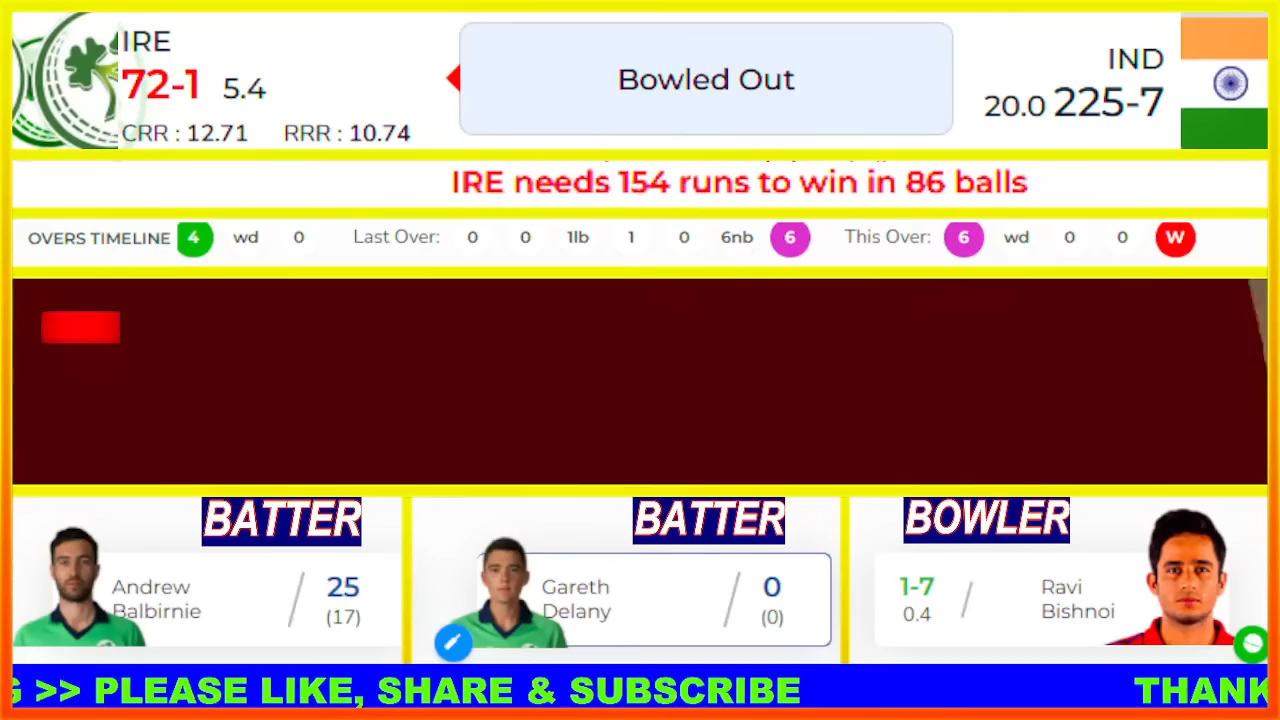 IRE
72-1 5.4
CRR : 12.71 RRR : 10.74
Bowled Out
IND
20.0 225-7
IRE needs 154 runs to win in 86 balls
OVERS TIMELINE 4 wd 0 Last Over: 0 0 1lb 1 0 6nb 6 This Over: 6 wd 0 0 W
BATTER
Andrew
Balbirnie
25
(17)
BATTER
Gareth
Delany
0
(0)
BOWLER
1-7
0.4
Ravi
Bishnoi
G >> PLEASE LIKE, SHARE & SUBSCRIBE THANK